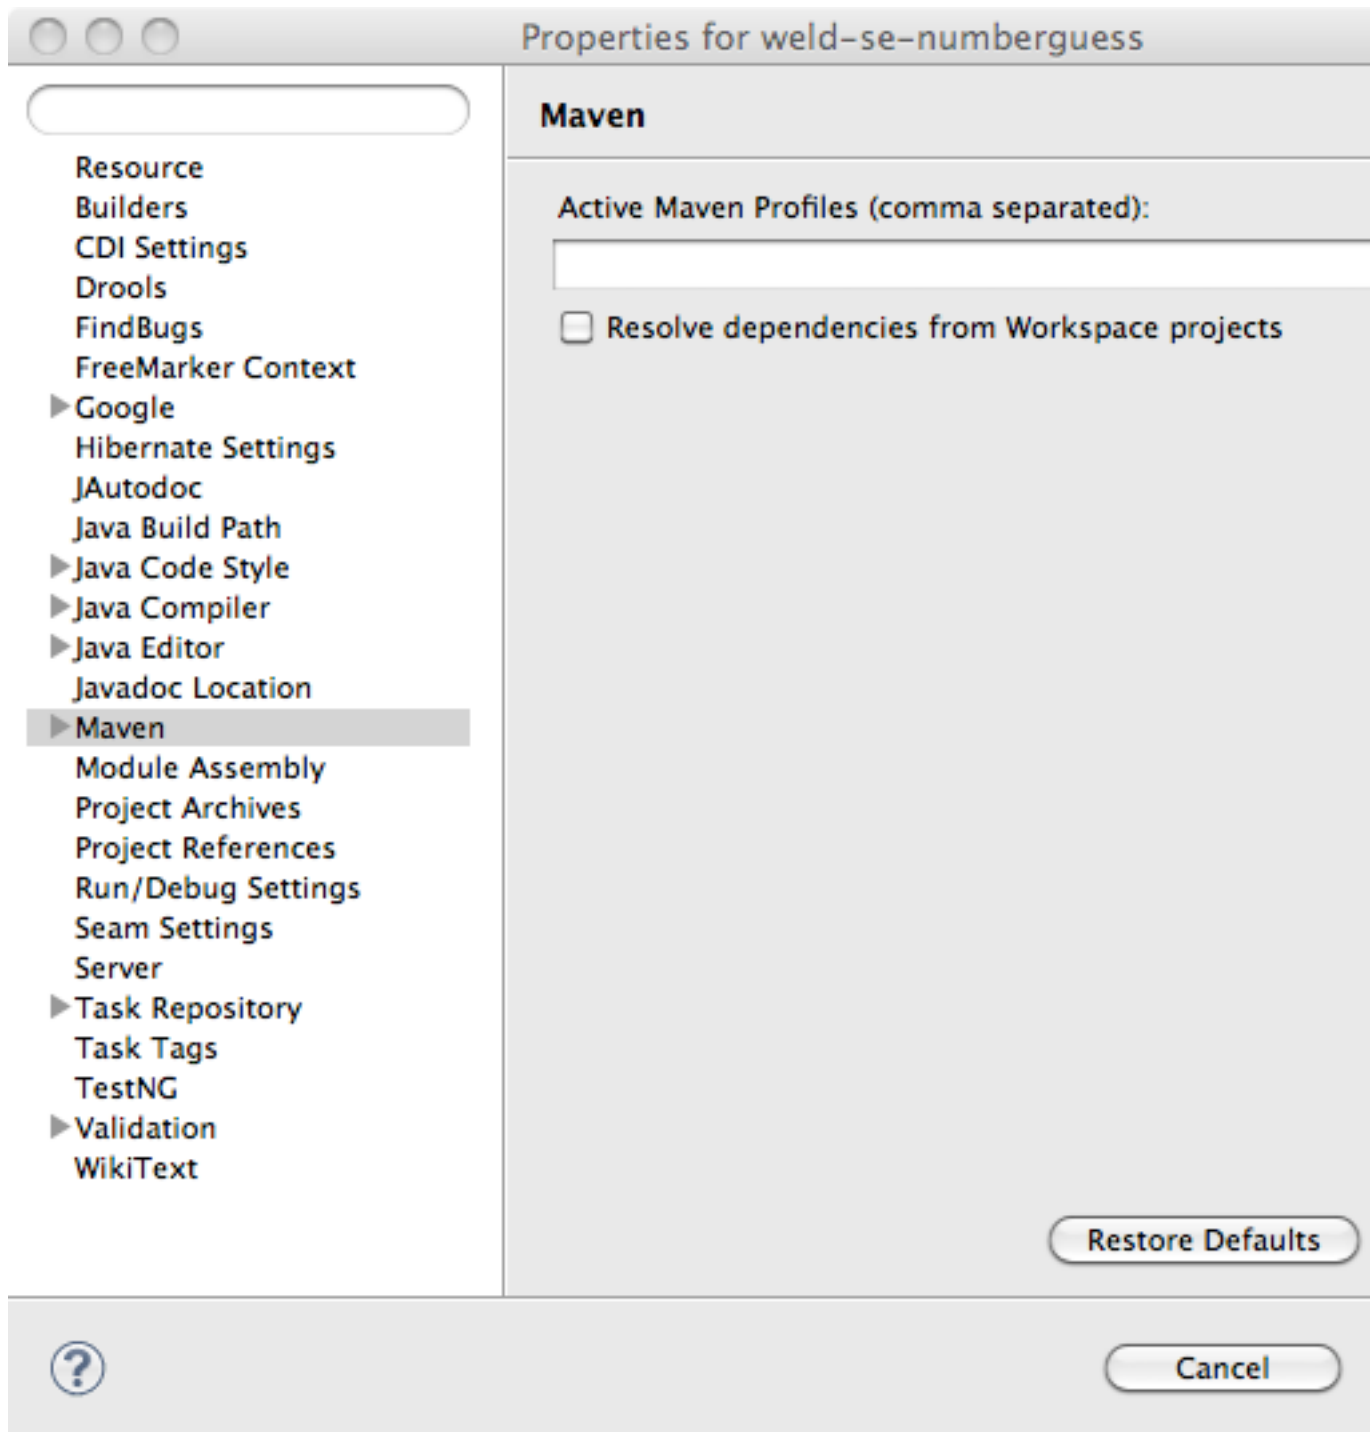 Properties for weld-se-numberguess
Resource
Builders
CDI Settings
Drools
FindBugs
FreeMarker Context
Google
Hibernate Settings
JAutodoc
Java Build Path
Java Code Style
Java Compiler
Java Editor
Javadoc Location
Maven
Module Assembly
Project Archives
Project References
Run/Debug Settings
Seam Settings
Server
Task Repository
Task Tags
TestNG
Validation
WikiText
Maven
Active Maven Profiles (comma separated):
Resolve dependencies from Workspace projects
Restore Defaults
?
Cancel